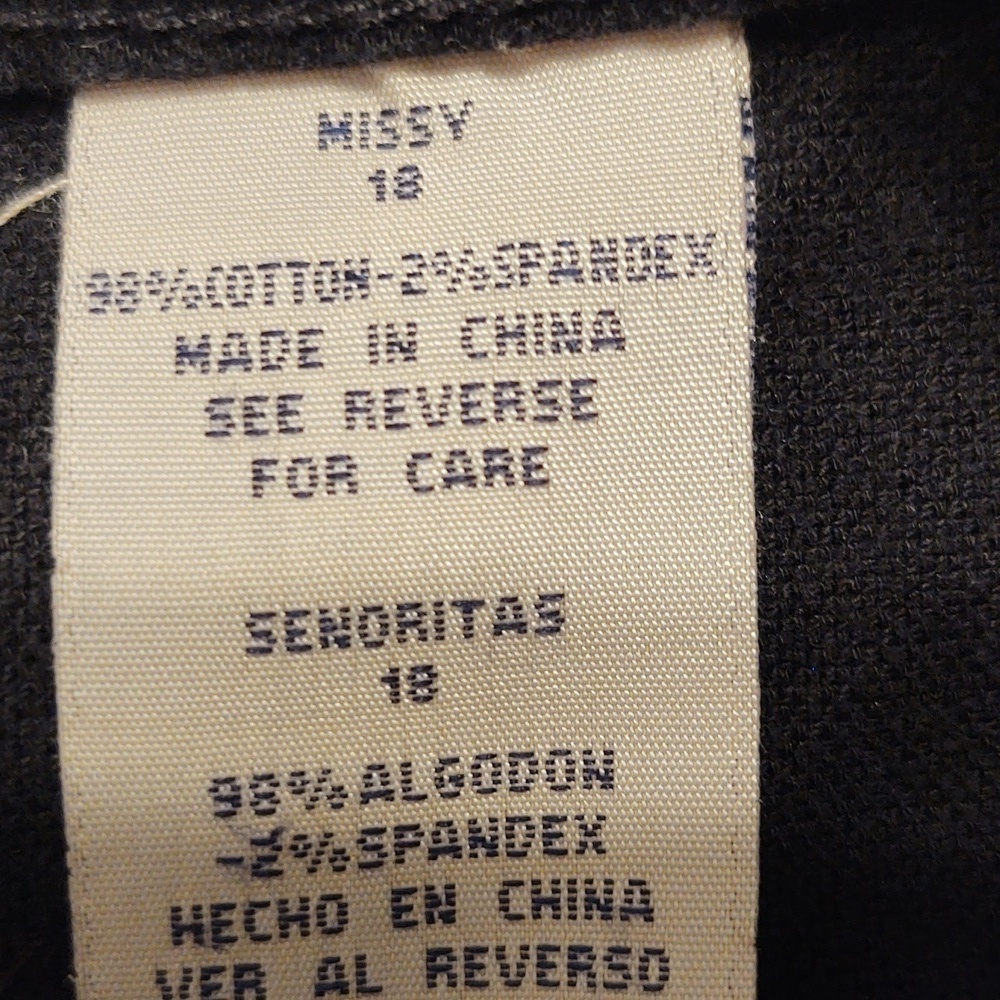 MISSY
18
98%COTTON-2%SPANDEX
MADE IN CHINA
SEE REVERSE
FOR CARE
SENORITAS
18
98%ALGODON
-2%SPANDEX
HECHO EN CHINA
VER AL REVERSO